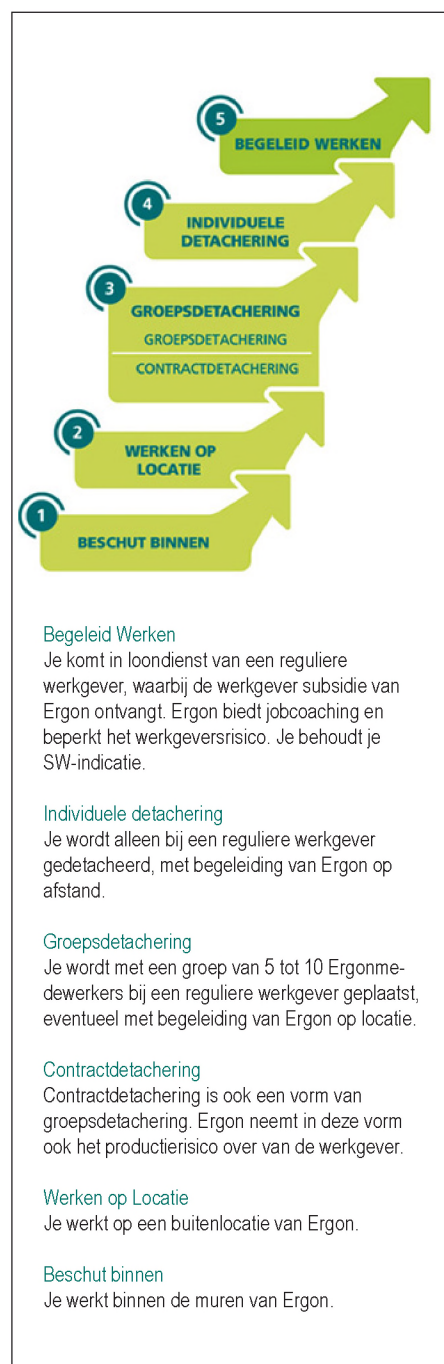 5
BEGELEID WERKEN
4
INDIVIDUELE
DETACHERING
3
GROEPSDETACHERING
GROEPSDETACHERING
CONTRACTDETACHERING
2
WERKEN OP
LOCATIE
1
BESCHUT BINNEN
Begeleid Werken
Je komt in loondienst van een reguliere
werkgever, waarbij de werkgever subsidie van
Ergon ontvangt. Ergon biedt jobcoaching en
beperkt het werkgeversrisico. Je behoudt je
SW-indicatie.
Individuele detachering
Je wordt alleen bij een reguliere werkgever
gedetacheerd, met begeleiding van Ergon op
afstand.
Groepsdetachering
Je wordt met een groep van 5 tot 10 Ergonme-
dewerkers bij een reguliere werkgever geplaatst,
eventueel met begeleiding van Ergon op locatie.
Contractdetachering
Contractdetachering is ook een vorm van
groepsdetachering. Ergon neemt in deze vorm
ook het productierisico over van de werkgever.
Werken op Locatie
Je werkt op een buitenlocatie van Ergon.
Beschut binnen
Je werkt binnen de muren van Ergon.